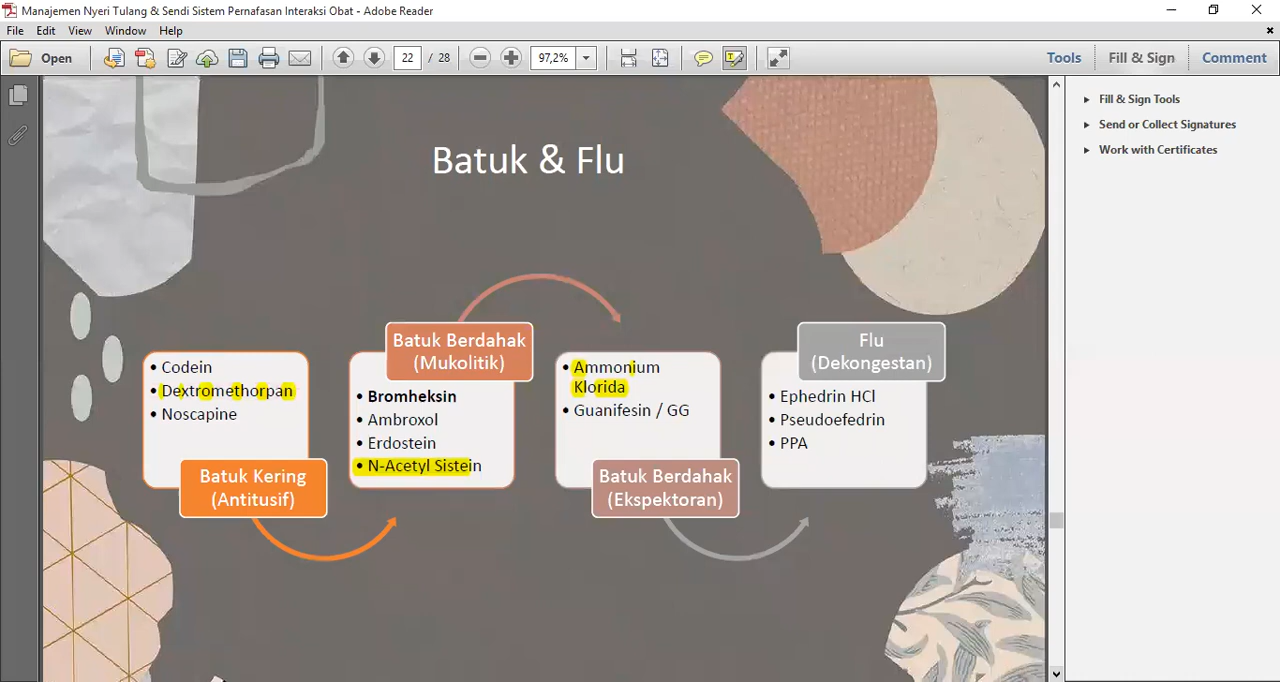 Manajemen Nyeri Tulang & Sendi Sistem Pernafasan Interaksi Obat - Adobe Reader
File Edit View Window Help
Open 22 / 28 97,2% Tools Fill & Sign Comment
Fill & Sign Tools
Send or Collect Signatures
Work with Certificates
Batuk & Flu
• Codein
• Dextromethorpan
• Noscapine
Batuk Kering
(Antitusif)
Batuk Berdahak
(Mukolitik)
• Bromheksin
• Ambroxol
• Erdostein
• N-Acetyl Sistein
• Ammonium
Klorida
• Guanifesin / GG
Batuk Berdahak
(Ekspektoran)
Flu
(Dekongestan)
• Ephedrin HCl
• Pseudoefedrin
• PPA